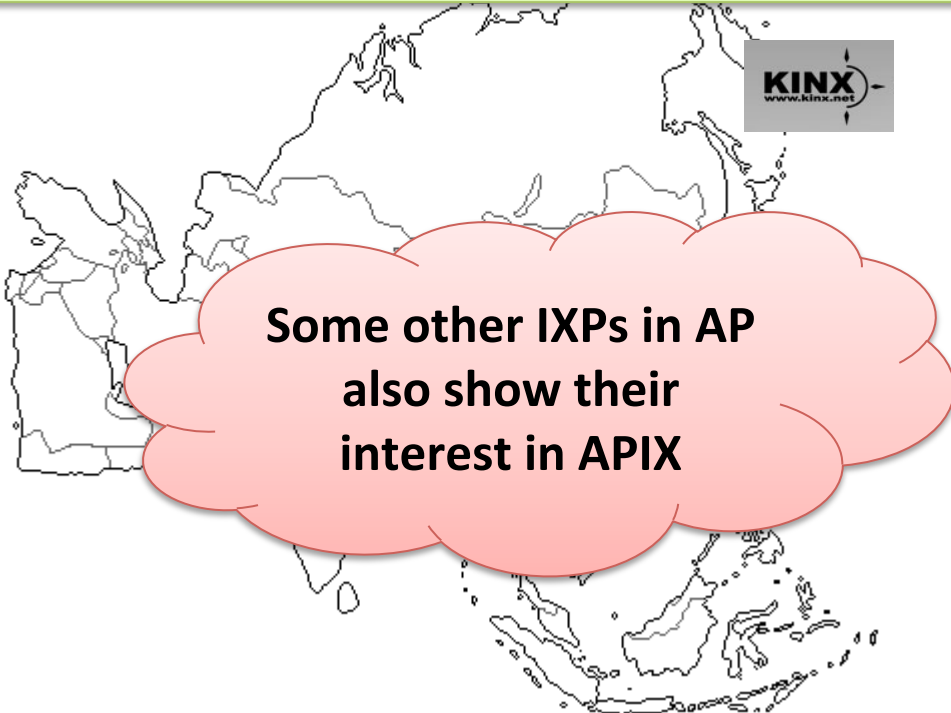 KINX
www.kinx.net
Some other IXPs in AP
also show their
interest in APIX